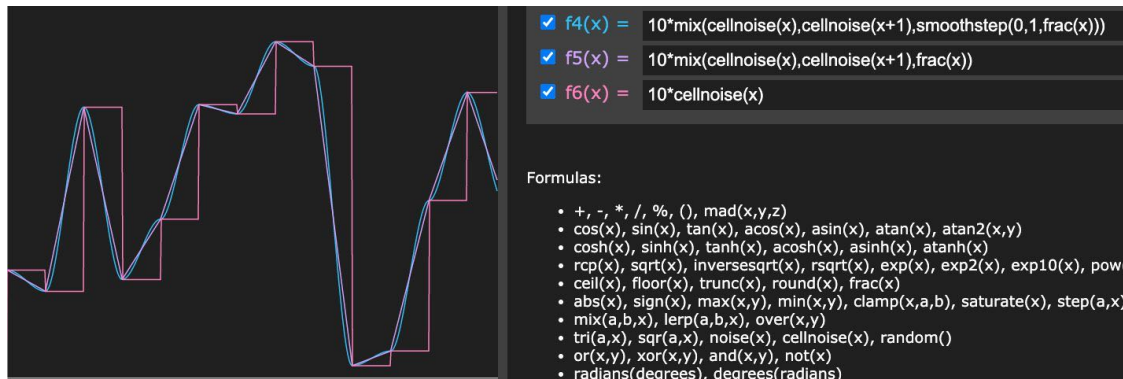 f4(x) = 10*mix(cellnoise(x),cellnoise(x+1),smoothstep(0,1,frac(x)))
f5(x) = 10*mix(cellnoise(x),cellnoise(x+1),frac(x))
f6(x) = 10*cellnoise(x)
Formulas:
• +, -, *, /, %, (), mad(x,y,z)
• cos(x), sin(x), tan(x), acos(x), asin(x), atan(x), atan2(x,y)
• cosh(x), sinh(x), tanh(x), acosh(x), asinh(x), atanh(x)
• rcp(x), sqrt(x), inversesqrt(x), rsqrt(x), exp(x), exp2(x), exp10(x), pow(
• ceil(x), floor(x), trunc(x), round(x), frac(x)
• abs(x), sign(x), max(x,y), min(x,y), clamp(x,a,b), saturate(x), step(a,x)
• mix(a,b,x), lerp(a,b,x), over(x,y)
• tri(a,x), sqr(a,x), noise(x), cellnoise(x), random()
• or(x,y), xor(x,y), and(x,y), not(x)
• radians(degrees), degrees(radians)